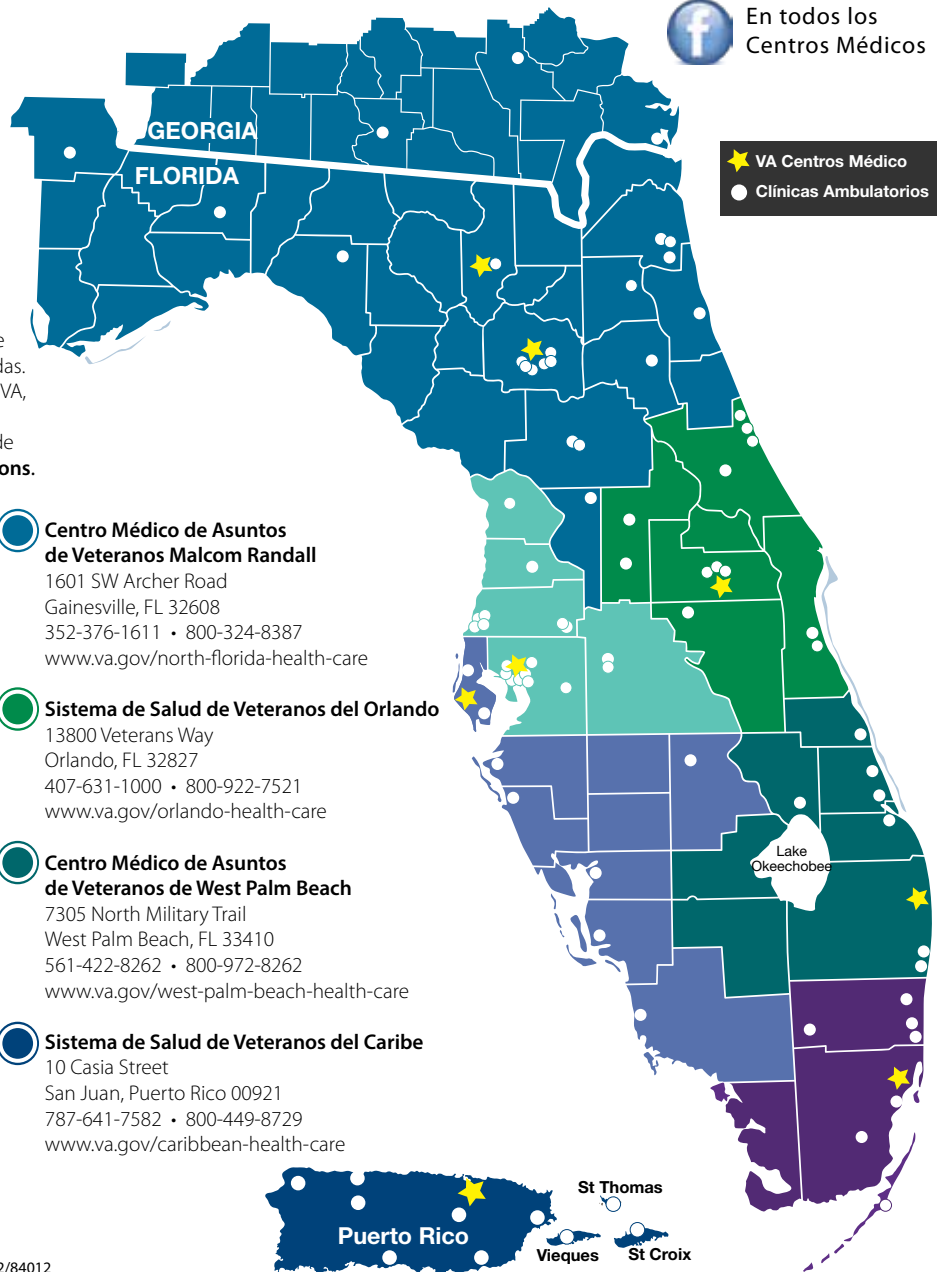 En todos los
Centros Médicos
VA Centros Médico
Clínicas Ambulatorios
GEORGIA
FLORIDA
e
das.
VA,
de
ons.
Centro Médico de Asuntos
de Veteranos Malcom Randall
1601 SW Archer Road
Gainesville, FL 32608
352-376-1611 • 800-324-8387
www.va.gov/north-florida-health-care
Sistema de Salud de Veteranos del Orlando
13800 Veterans Way
Orlando, FL 32827
407-631-1000 • 800-922-7521
www.va.gov/orlando-health-care
Centro Médico de Asuntos
de Veteranos de West Palm Beach
7305 North Military Trail
West Palm Beach, FL 33410
561-422-8262 • 800-972-8262
www.va.gov/west-palm-beach-health-care
Sistema de Salud de Veteranos del Caribe
10 Casia Street
San Juan, Puerto Rico 00921
787-641-7582 • 800-449-8729
www.va.gov/caribbean-health-care
Lake
Okeechobee
St Thomas
Puerto Rico
Vieques
St Croix
2/84012